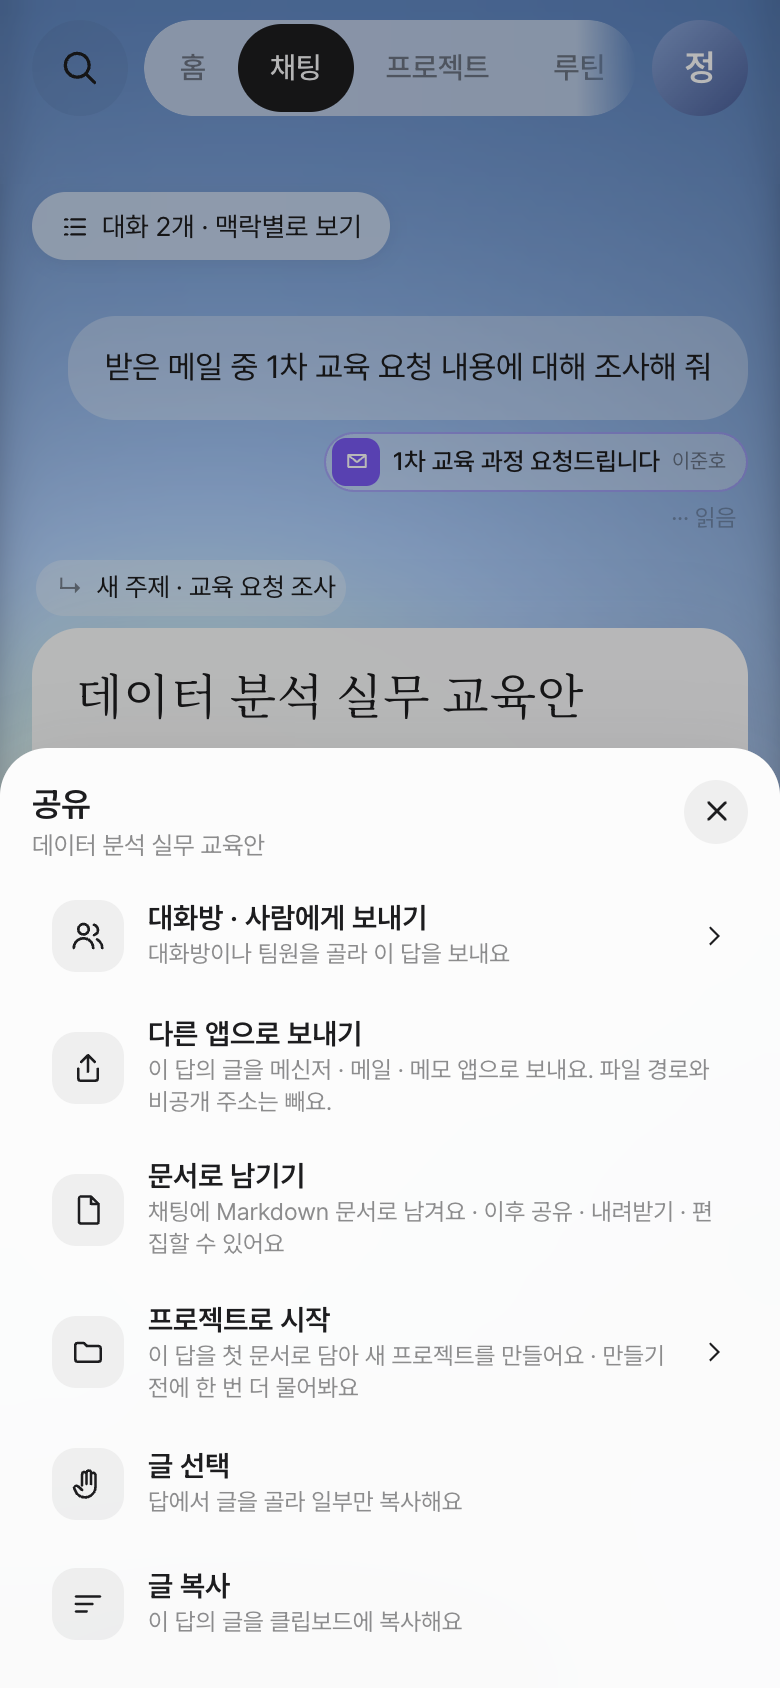 홈 채팅 프로젝트 루틴 정
대화 2개 · 맥락별로 보기
받은 메일 중 1차 교육 요청 내용에 대해 조사해 줘
1차 교육 과정 요청드립니다 이준호
··· 읽음
새 주제 · 교육 요청 조사
데이터 분석 실무 교육안
공유
데이터 분석 실무 교육안
대화방 · 사람에게 보내기
대화방이나 팀원을 골라 이 답을 보내요
다른 앱으로 보내기
이 답의 글을 메신저 · 메일 · 메모 앱으로 보내요. 파일 경로와
비공개 주소는 빼요.
문서로 남기기
채팅에 Markdown 문서로 남겨요 · 이후 공유 · 내려받기 · 편
집할 수 있어요
프로젝트로 시작
이 답을 첫 문서로 담아 새 프로젝트를 만들어요 · 만들기
전에 한 번 더 물어봐요
글 선택
답에서 글을 골라 일부만 복사해요
글 복사
이 답의 글을 클립보드에 복사해요